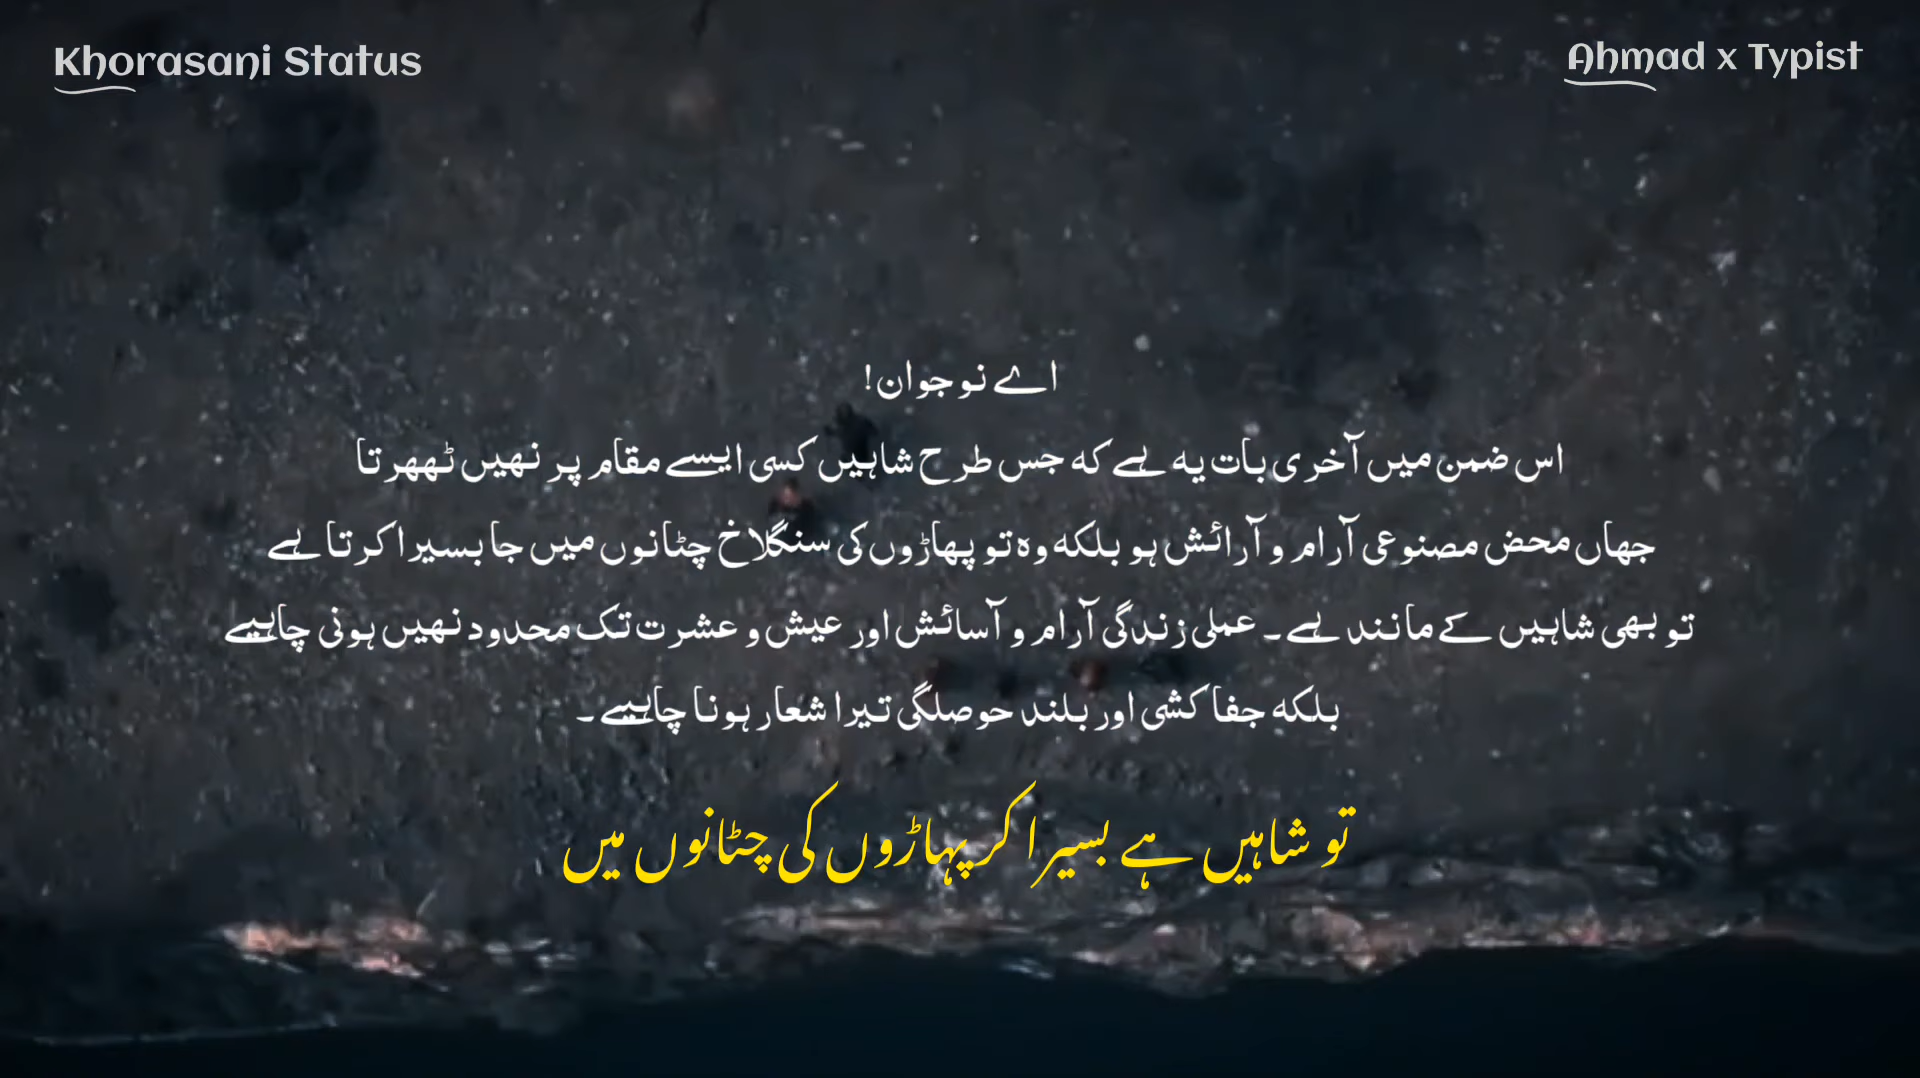 Khorasani Status
Ahmad x Typist
اے نوجوان!
اس ضمن میں آخری بات یہ ہے کہ جس طرح شاہیں کسی ایسے مقام پر نہیں ٹھہرتا
جہاں محض مصنوعی آرام و آرائش ہو بلکہ وہ تو پہاڑوں کی سنگلاخ چٹانوں میں جا بسیرا کرتا ہے
تو بھی شاہیں کے مانند ہے۔ عملی زندگی آرام و آسائش اور عیش و عشرت تک محدود نہیں ہونی چاہیے
بلکہ جفا کشی اور بلند حوصلگی تیرا شعار ہونا چاہیے۔
تو شاہیں ہے بسیرا کر پہاڑوں کی چٹانوں میں